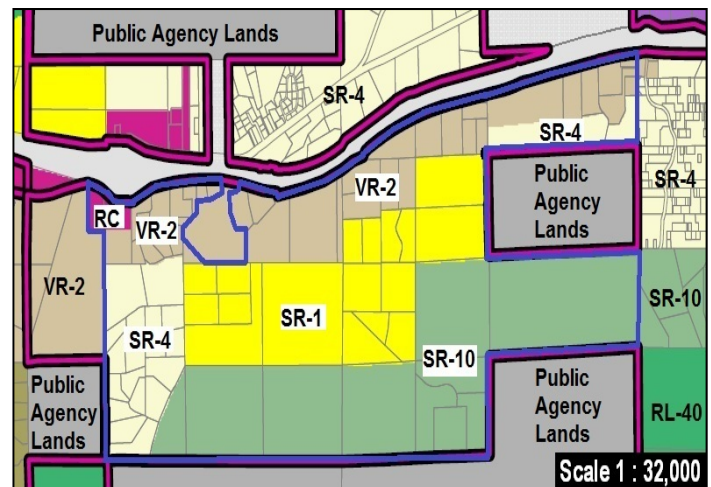 Public Agency Lands
SR-4
SR-4
Public
Agency
Lands
SR-4
VR-2
RC
VR-2
VR-2
SR-4
SR-1
SR-10
SR-10
Public
Agency
Lands
Public
Agency
Lands
RL-40
Scale 1 : 32,000